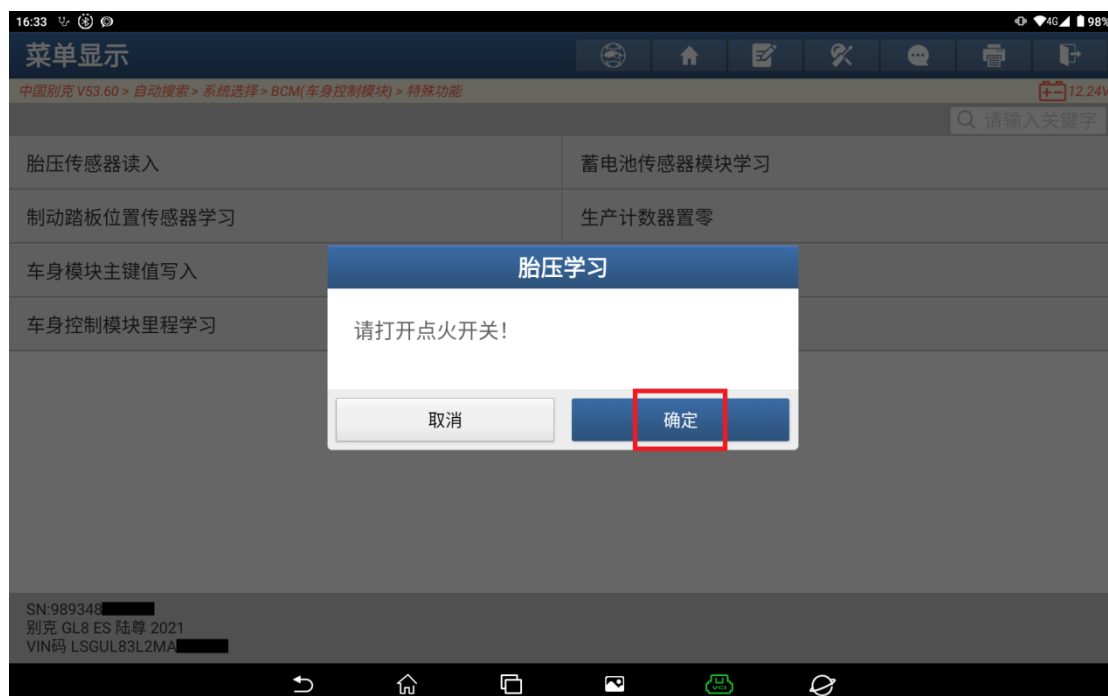 16:33
4G
98%
菜单显示
中国别克 V53.60 > 自动搜索 > 系统选择 > BCM(车身控制模块) > 特殊功能
12.24V
请输入关键字
胎压传感器读入
蓄电池传感器模块学习
制动踏板位置传感器学习
生产计数器置零
车身模块主键值写入
车身控制模块里程学习
胎压学习
请打开点火开关!
取消
确定
SN:989348
别克 GL8 ES 陆尊 2021
VIN码 LSGUL83L2MA
VCI